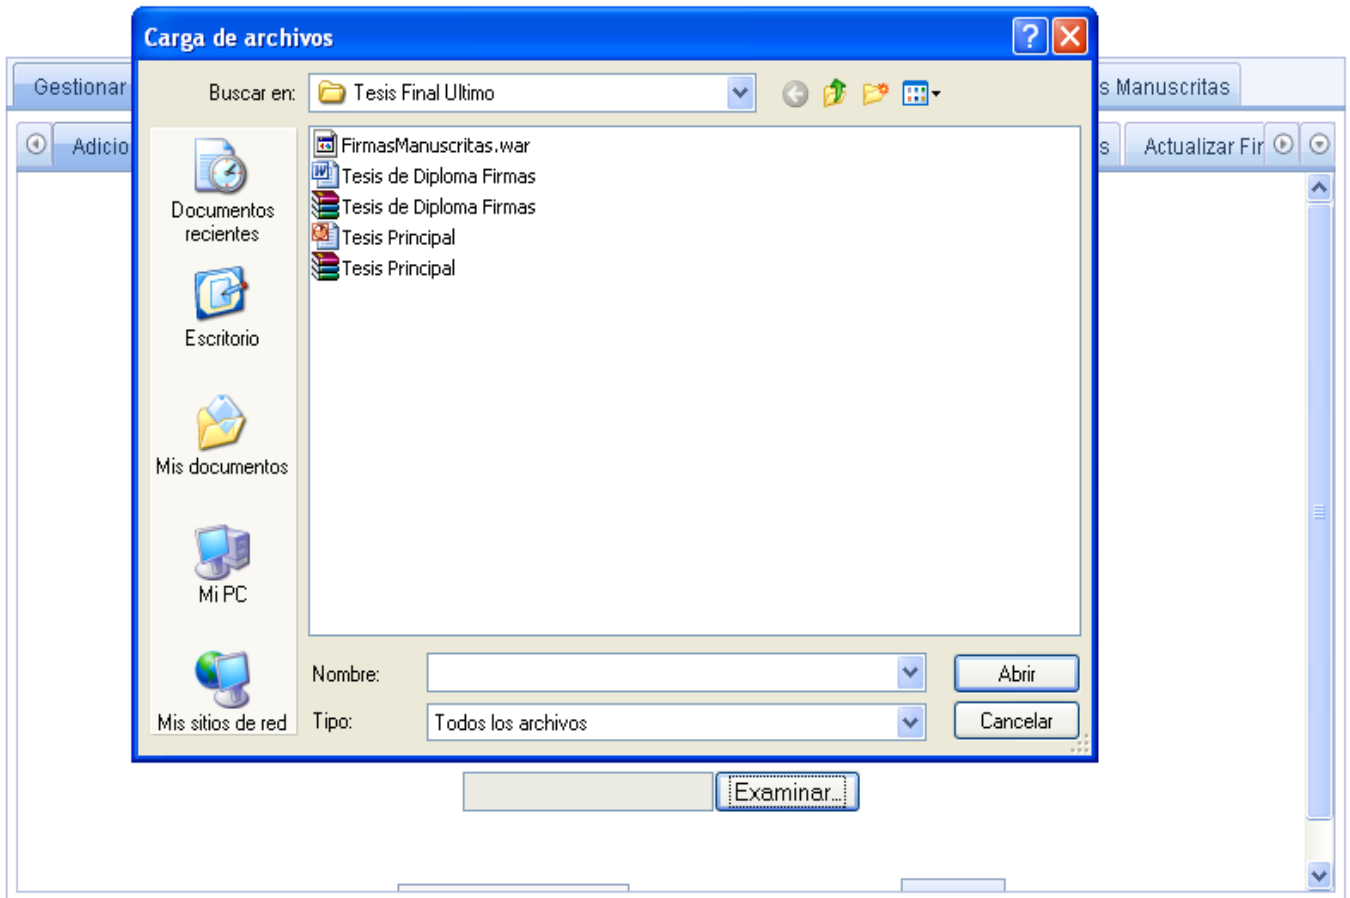 Carga de archivos
Gestionar
s Manuscritas
Buscar en:
Tesis Final Ultimo
Adicio
s
Actualizar Fir
FirmasManuscritas.war
Tesis de Diploma Firmas
Tesis de Diploma Firmas
Tesis Principal
Tesis Principal
Documentos
recientes
Escritorio
Mis documentos
Mi PC
Mis sitios de red
Nombre:
Abrir
Tipo:
Todos los archivos
Cancelar
Examinar...